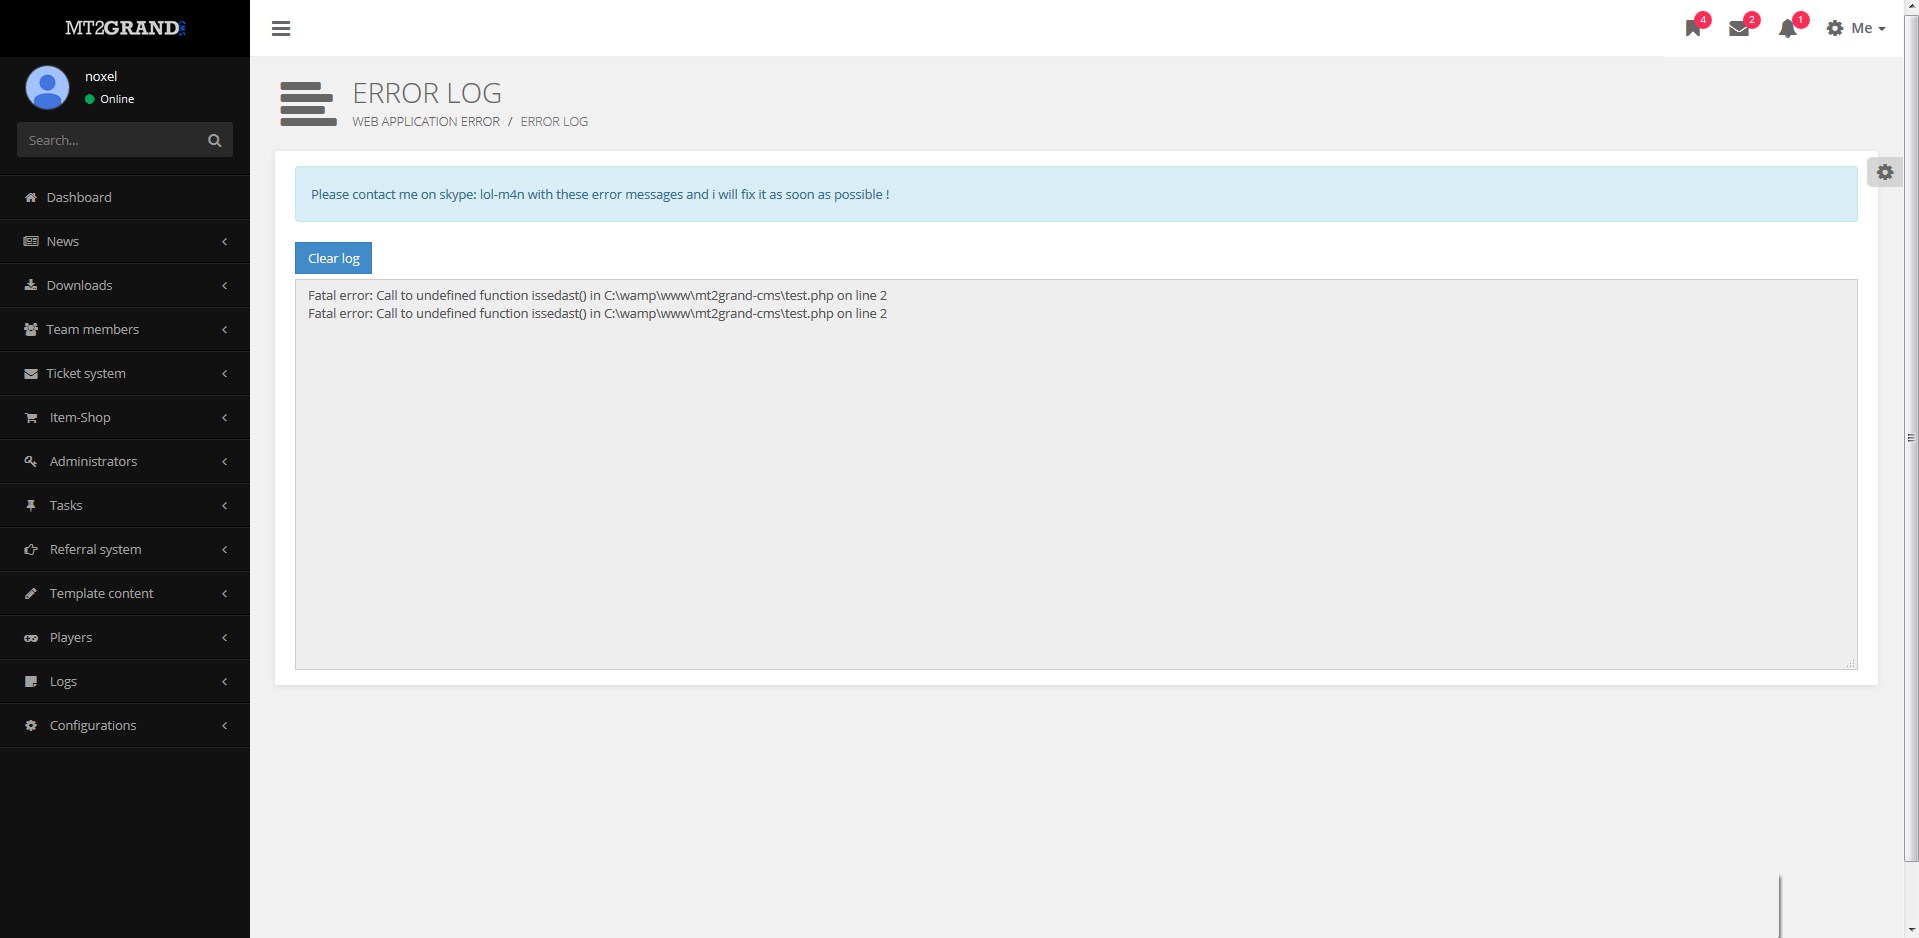 MT2GRAND
noxel
Online
Search...
Dashboard
News
Downloads
Team members
Ticket system
Item-Shop
Administrators
Tasks
Referral system
Template content
Players
Logs
Configurations
4
2
1
Me
ERROR LOG
WEB APPLICATION ERROR / ERROR LOG
Please contact me on skype: lol-m4n with these error messages and i will fix it as soon as possible !
Clear log
Fatal error: Call to undefined function issedast() in C:\wamp\www\mt2grand-cms\test.php on line 2
Fatal error: Call to undefined function issedast() in C:\wamp\www\mt2grand-cms\test.php on line 2